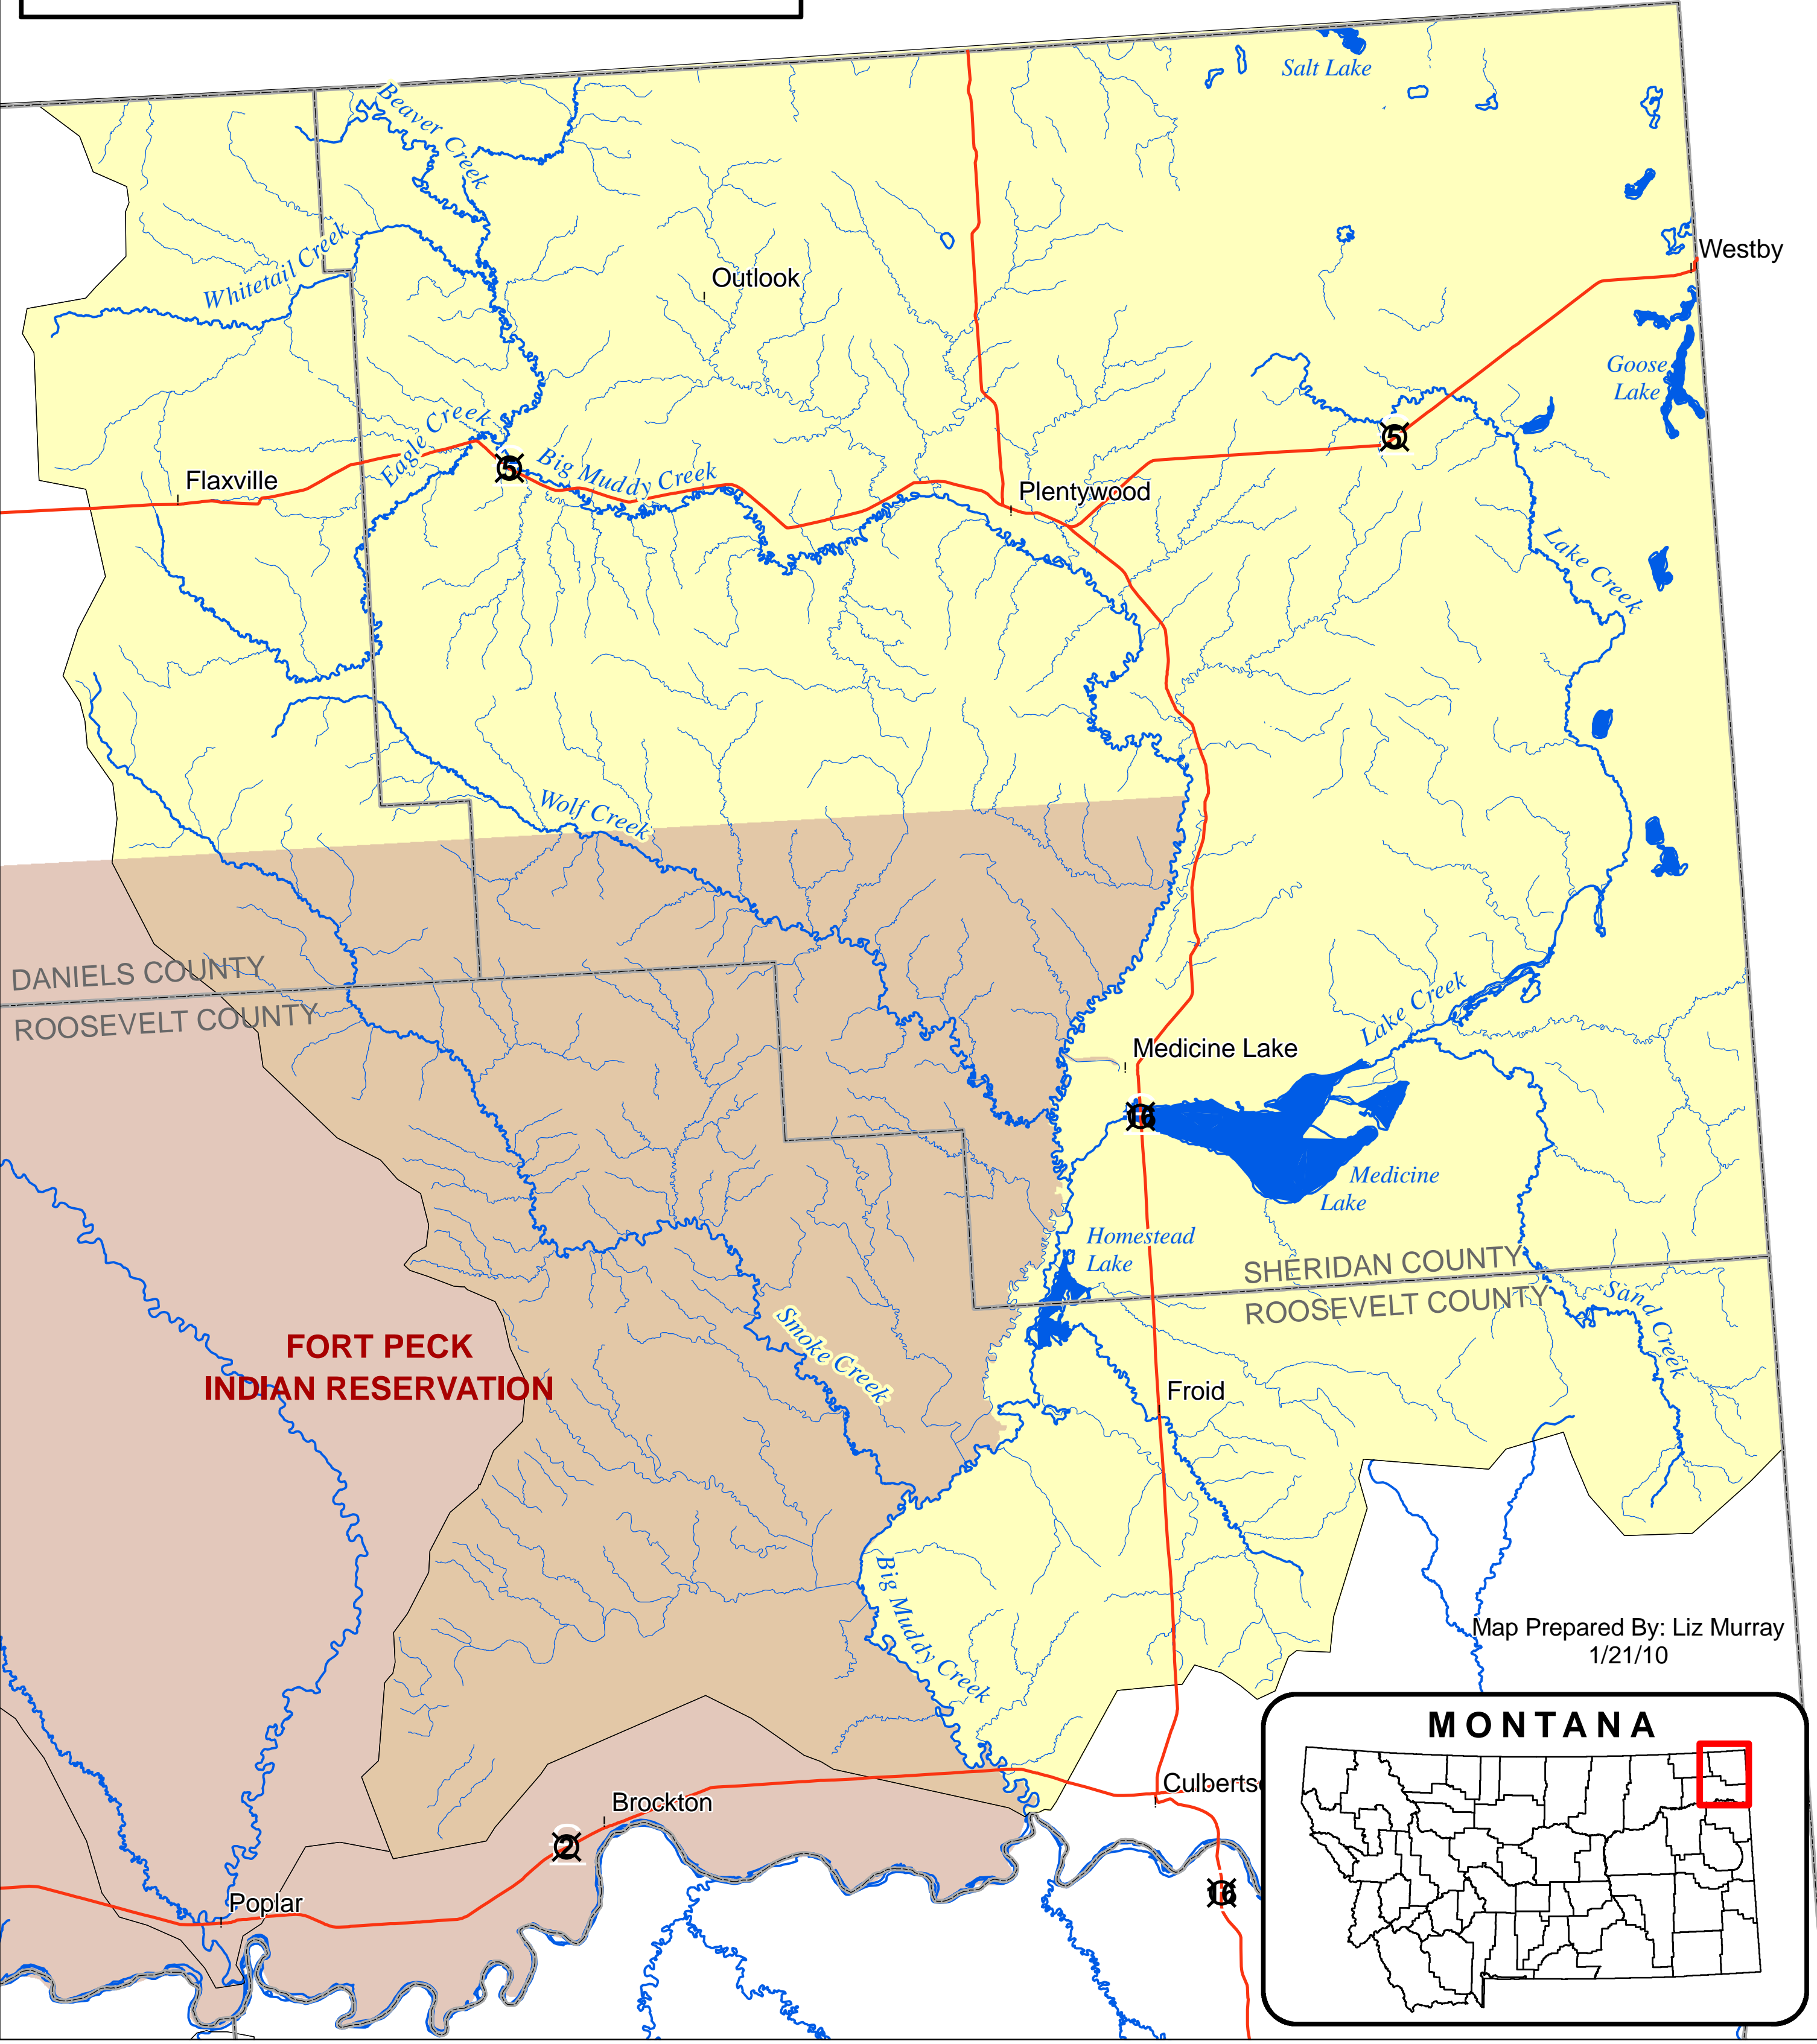 Salt Lake
Beaver Creek
Westby
Whitetail Creek
Outlook
Goose
Lake
Eagle Creek
5
5
Big Muddy Creek
Flaxville
Plentywood
Lake Creek
Wolf Creek
DANIELS COUNTY
ROOSEVELT COUNTY
Lake Creek
Medicine Lake
16
Medicine
Lake
Homestead
Lake
SHERIDAN COUNTY
ROOSEVELT COUNTY
Sand Creek
Smoke Creek
FORT PECK
INDIAN RESERVATION
Froid
Big Muddy Creek
Map Prepared By: Liz Murray
1/21/10
MONTANA
Culberts
Brockton
2
16
Poplar